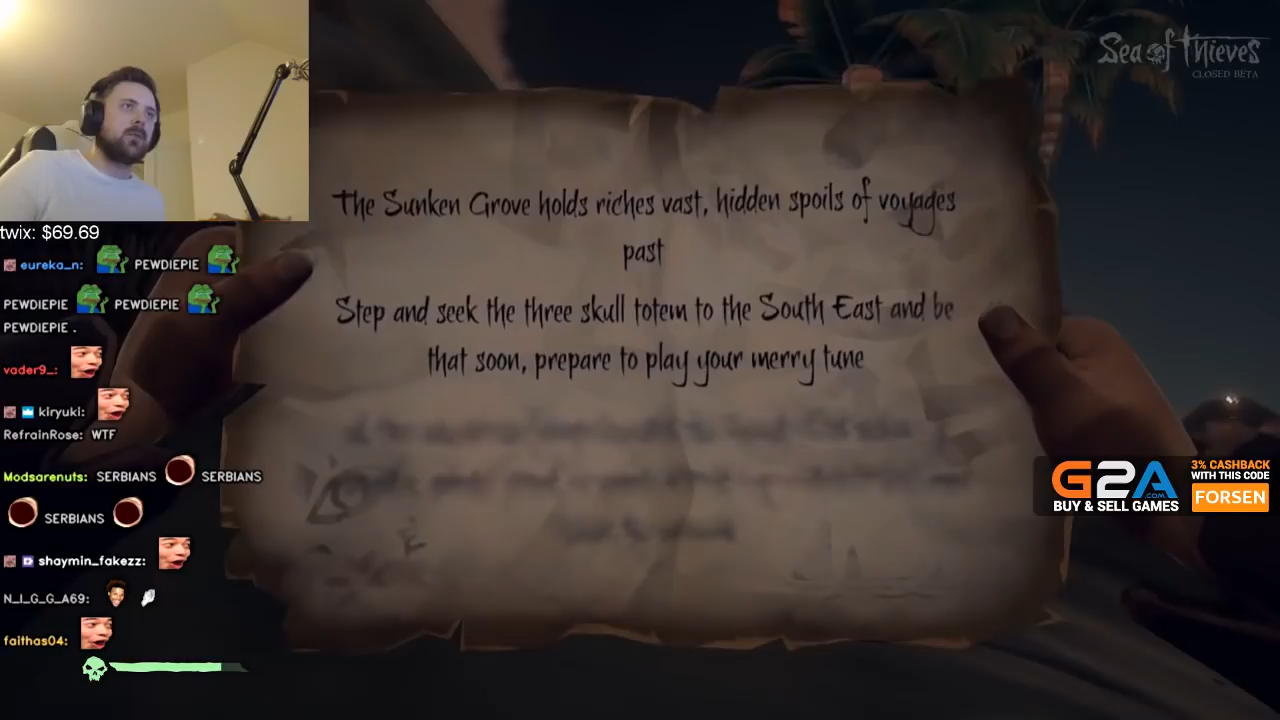 Sea of Thieves
CLOSED BETA
The Sunken Grove holds riches vast, hidden spoils of voyages
past
Step and seek the three skull totem to the South East and be
that soon, prepare to play your merry tune
twix: $69.69
eureka_n: PEWDIEPIE
PEWDIEPIE PEWDIEPIE
PEWDIEPIE .
vader9_:
kiryuki:
RefrainRose: WTF
Modsarenuts: SERBIANS SERBIANS
SERBIANS
shaymin_fakezz:
N_I_G_G_A69:
faithas04:
G2A
.COM
BUY & SELL GAMES
3% CASHBACK
WITH THIS CODE
FORSEN